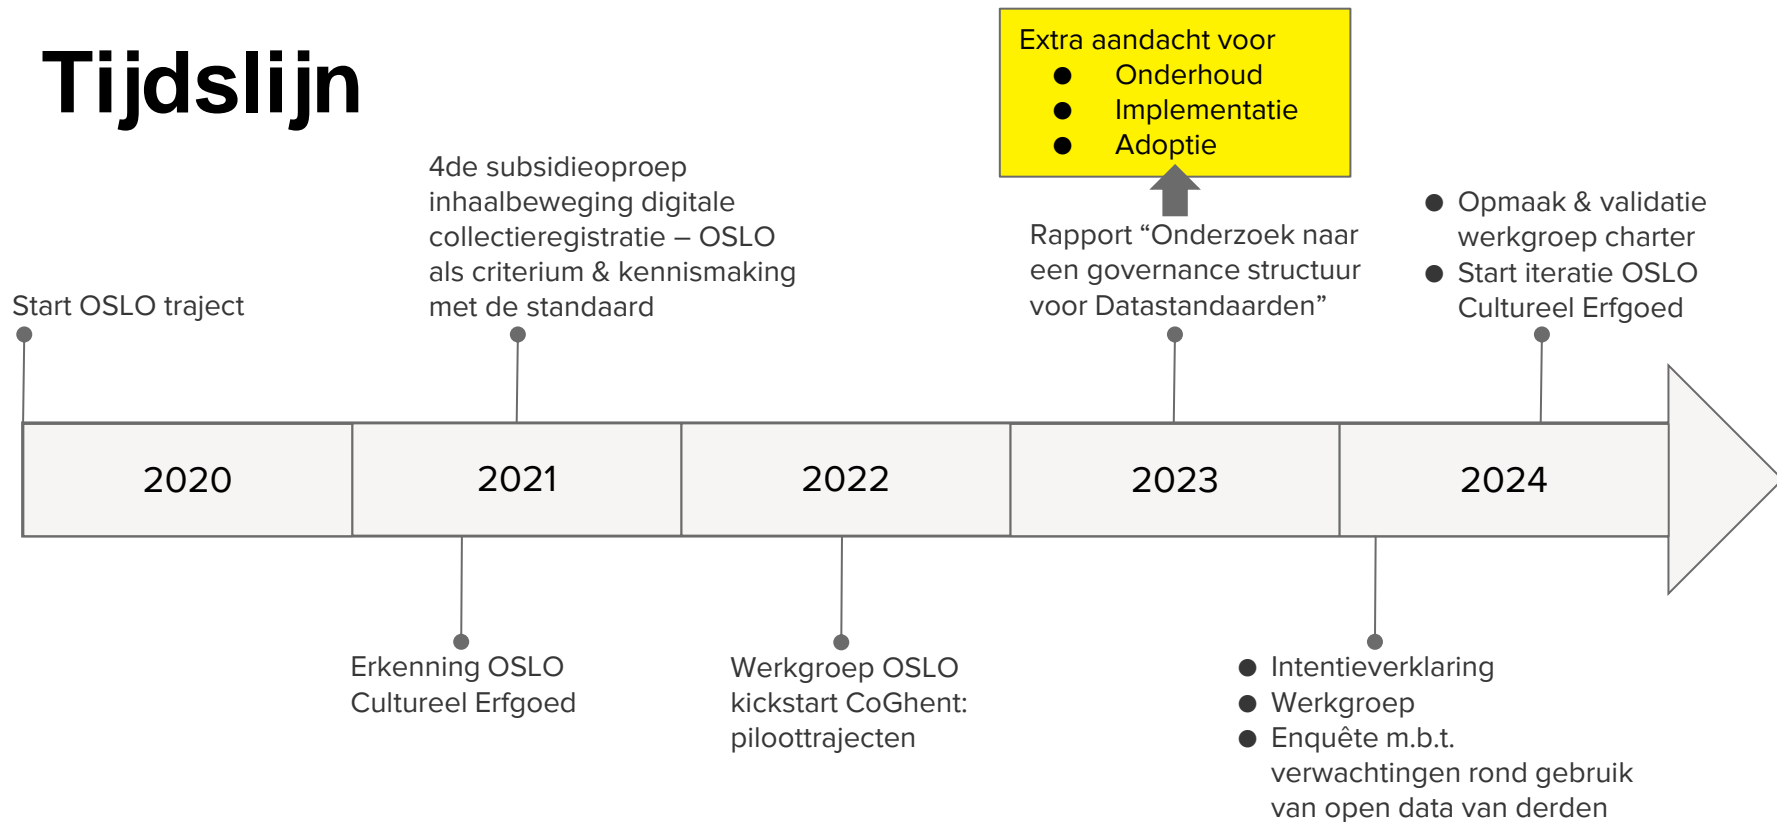 Tijdslijn
Extra aandacht voor
● Onderhoud
● Implementatie
● Adoptie
Start OSLO traject
4de subsidieoproep
inhaalbeweging digitale
collectieregistratie – OSLO
als criterium & kennismaking
met de standaard
Rapport “Onderzoek naar
een governance structuur
voor Datastandaarden”
● Opmaak & validatie
werkgroep charter
● Start iteratie OSLO
Cultureel Erfgoed
2020
2021
2022
2023
2024
Erkenning OSLO
Cultureel Erfgoed
Werkgroep OSLO
kickstart CoGhent:
piloottrajecten
● Intentieverklaring
● Werkgroep
● Enquête m.b.t.
verwachtingen rond gebruik
van open data van derden